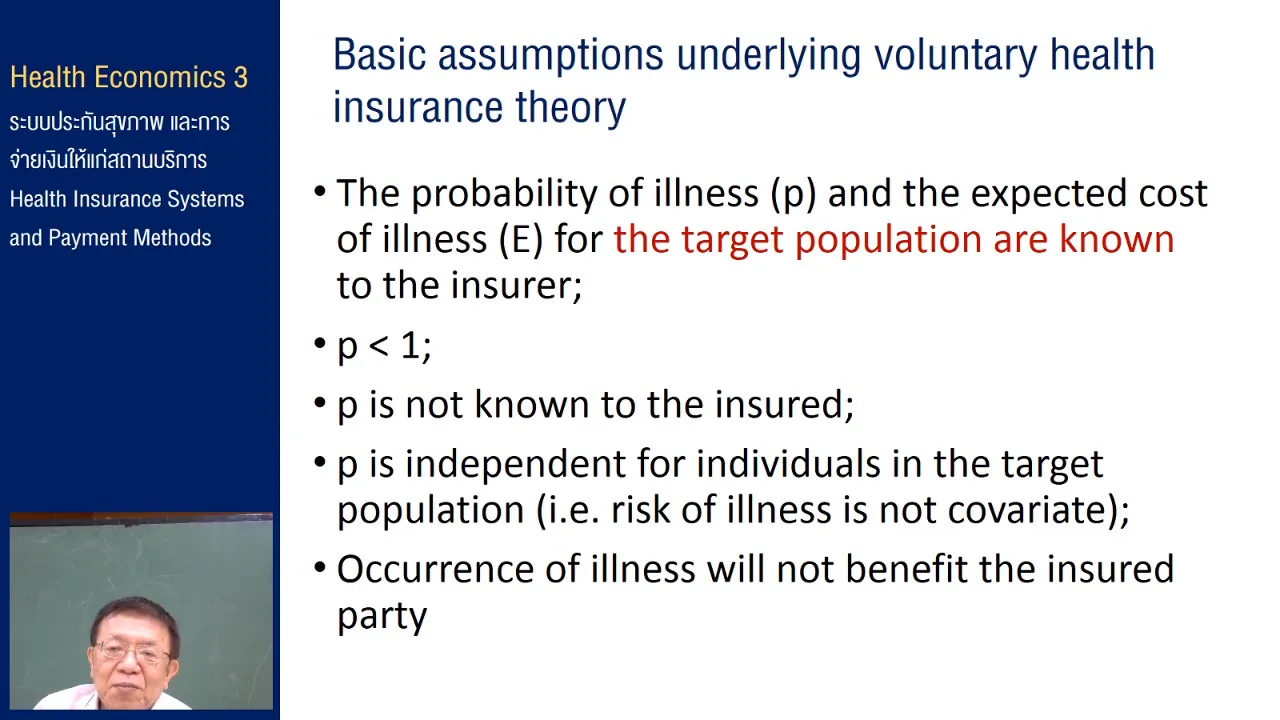 Health Economics 3
ระบบประกันสุขภาพ และการ
จ่ายเงินให้แก่สถานบริการ
Health Insurance Systems
and Payment Methods
Basic assumptions underlying voluntary health
insurance theory
• The probability of illness (p) and the expected cost
of illness (E) for the target population are known
to the insurer;
• p < 1;
• p is not known to the insured;
• p is independent for individuals in the target
population (i.e. risk of illness is not covariate);
• Occurrence of illness will not benefit the insured
party